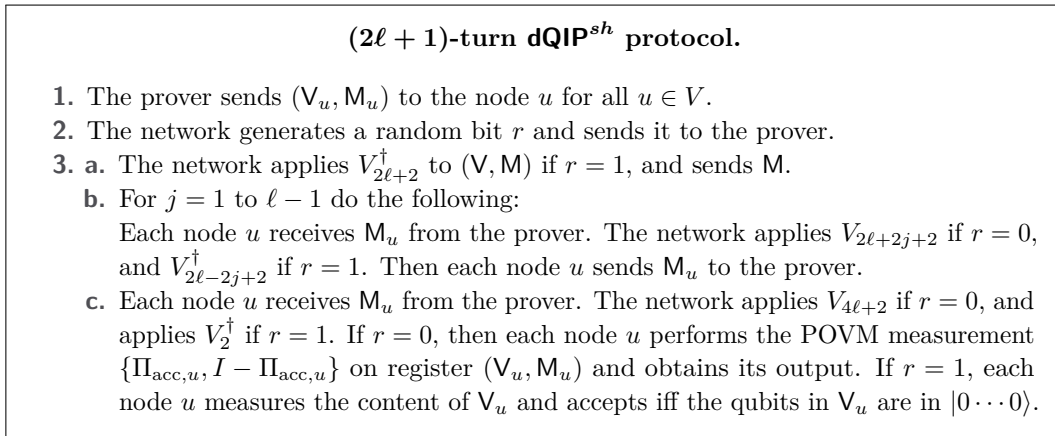 (2ℓ + 1)-turn dQIP^{sh} protocol.
1. The prover sends (V_u, M_u) to the node u for all u ∈ V.
2. The network generates a random bit r and sends it to the prover.
3. a. The network applies V^†_{2ℓ+2} to (V, M) if r = 1, and sends M.
b. For j = 1 to ℓ − 1 do the following:
Each node u receives M_u from the prover. The network applies V_{2ℓ+2j+2} if r = 0,
and V^†_{2ℓ−2j+2} if r = 1. Then each node u sends M_u to the prover.
c. Each node u receives M_u from the prover. The network applies V_{4ℓ+2} if r = 0, and
applies V^†_2 if r = 1. If r = 0, then each node u performs the POVM measurement
{Π_{acc,u}, I − Π_{acc,u}} on register (V_u, M_u) and obtains its output. If r = 1, each
node u measures the content of V_u and accepts iff the qubits in V_u are in |0 · · · 0⟩.